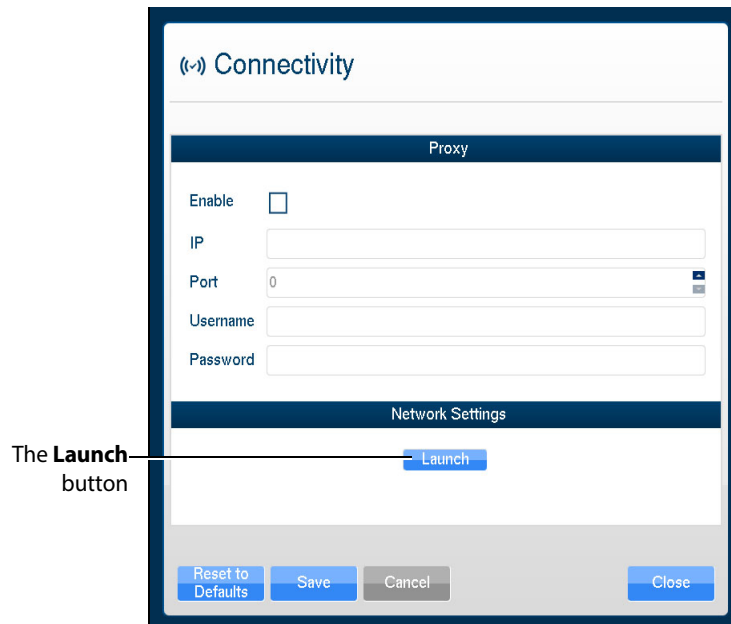 Connectivity
Proxy
Enable
IP
Port 0
Username
Password
Network Settings
The Launch
button
Launch
Reset to
Defaults
Save
Cancel
Close